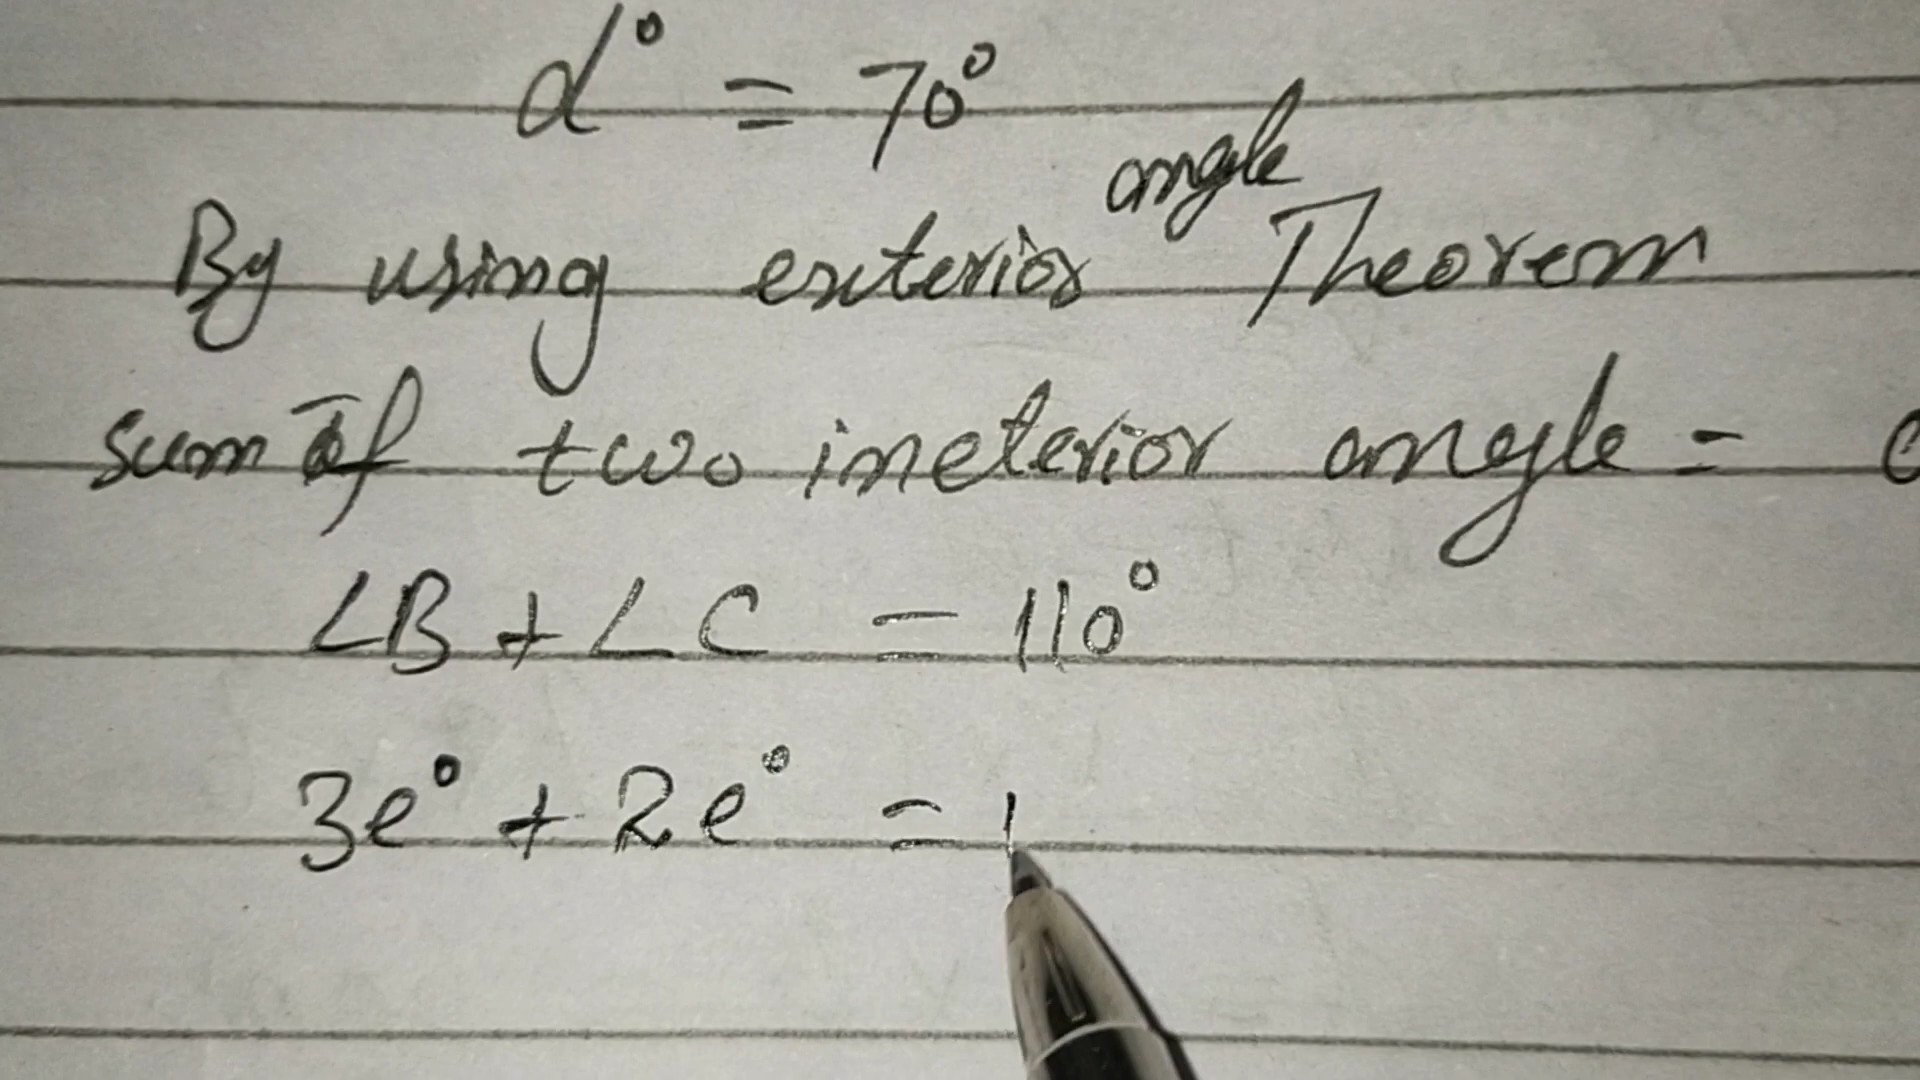 d° = 70°
By using exterior angle Theorem
sum of two ineterior angle =
∠B + ∠C = 110°
3e° + 2e° = 1